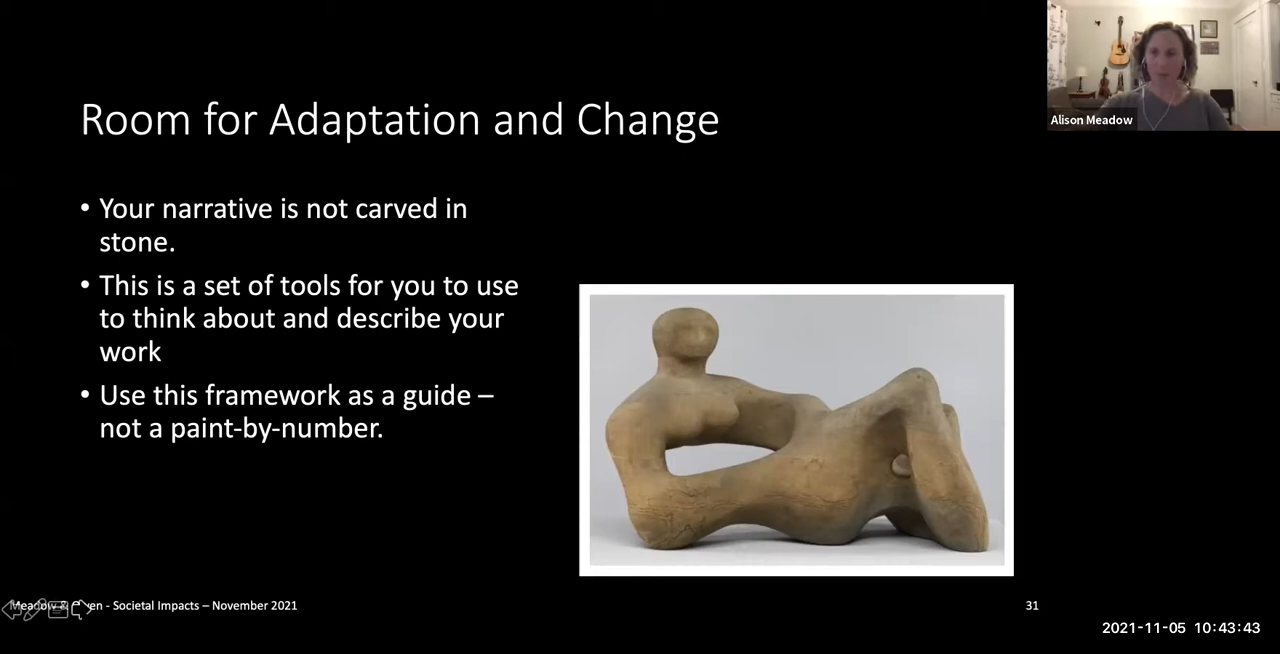 Room for Adaptation and Change
Alison Meadow
• Your narrative is not carved in
stone.
• This is a set of tools for you to use
to think about and describe your
work
• Use this framework as a guide –
not a paint-by-number.
Meadow & en - Societal Impacts – November 2021
31
2021-11-05 10:43:43